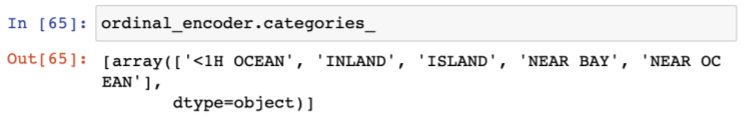 In [65]: ordinal_encoder.categories_
Out[65]: [array(['<1H OCEAN', 'INLAND', 'ISLAND', 'NEAR BAY', 'NEAR OC
EAN'],
dtype=object)]